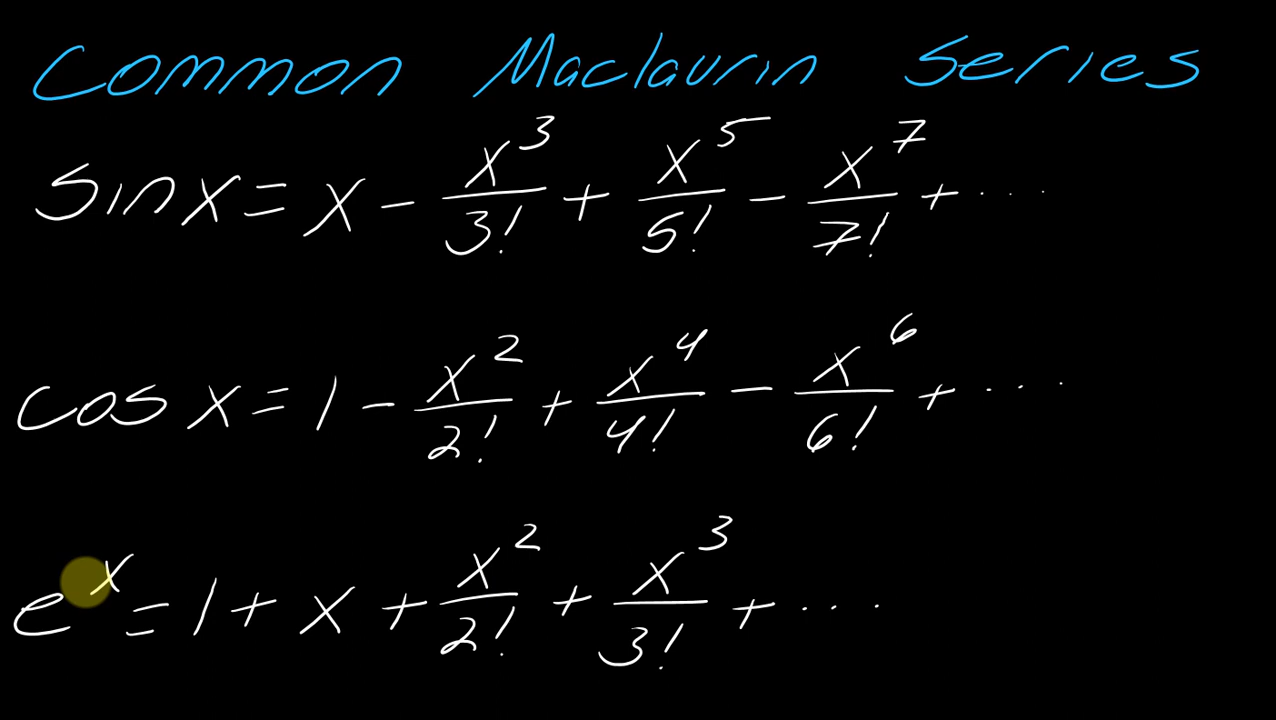 Common Maclaurin Series
sin x = x - x^3/3! + x^5/5! - x^7/7! + ...
cos x = 1 - x^2/2! + x^4/4! - x^6/6! + ...
e^x = 1 + x + x^2/2! + x^3/3! + ...